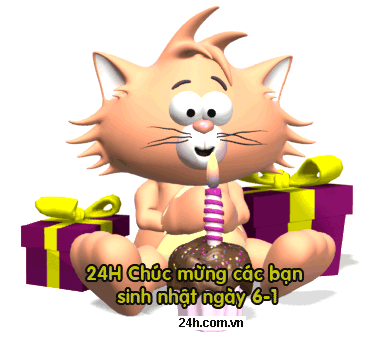 24H Chúc mừng các bạn
sinh nhật ngày 6-1
24h.com.vn